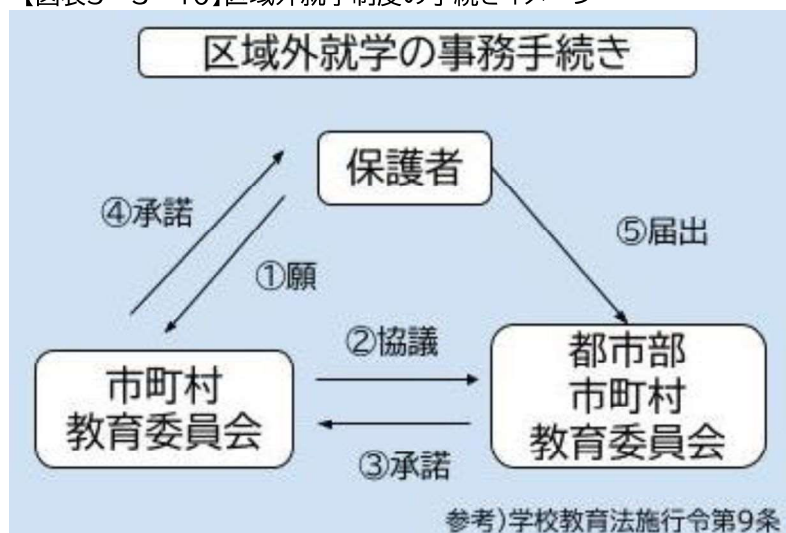 区域外就学の事務手続き
保護者
④承諾
①願
⑤届出
②協議
市町村
教育委員会
都市部
市町村
教育委員会
③承諾
参考)学校教育法施行令第9条